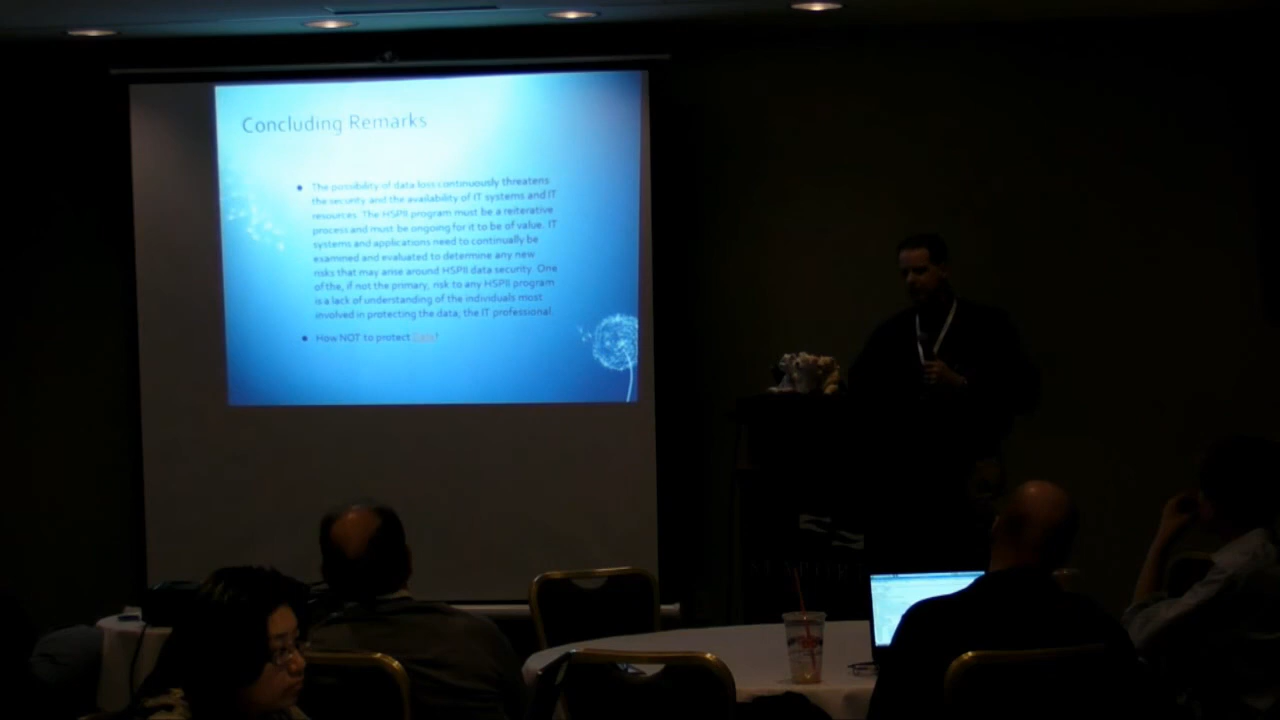 Concluding Remarks
The possibility of data loss continuously threatens
the security and the availability of IT systems and IT
resources. The HSPII program must be a reiterative
process and must be ongoing for it to be of value. IT
systems and applications need to continually be
examined and evaluated to determine any new
risks that may arise around HSPII data security. One
of the, if not the primary, risk to any HSPII program
is a lack of understanding of the individuals most
involved in protecting the data; the IT professional.
How NOT to protect Data!